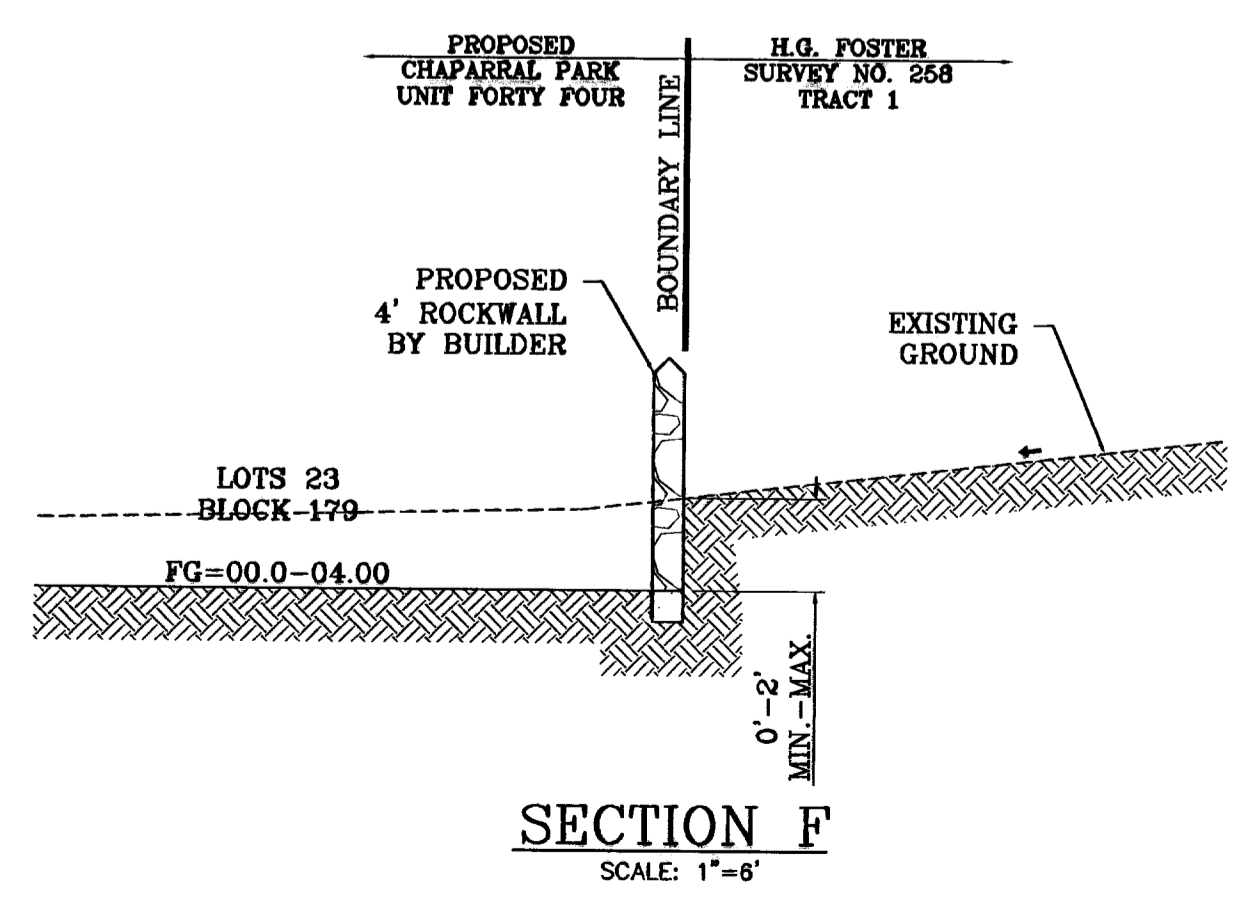 PROPOSED
CHAPARRAL PARK
UNIT FORTY FOUR
H.G. FOSTER
SURVEY NO. 258
TRACT 1
BOUNDARY LINE
PROPOSED
4' ROCKWALL
BY BUILDER
EXISTING
GROUND
LOTS 23
BLOCK 179
FG=00.0-04.00
0'-2'
MIN.-MAX.
SECTION F
SCALE: 1"=6'